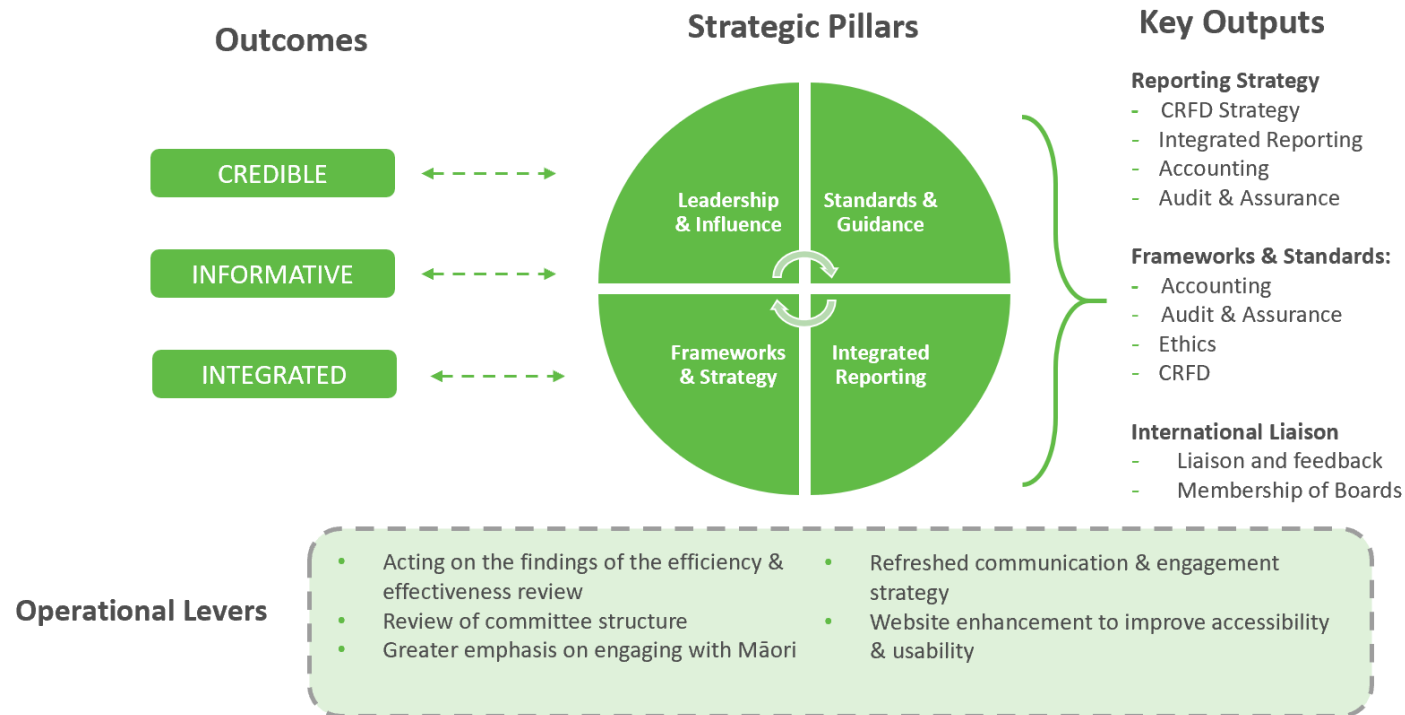 Outcomes
CREDIBLE
INFORMATIVE
INTEGRATED
Strategic Pillars
Leadership
& Influence
Standards &
Guidance
Frameworks
& Strategy
Integrated
Reporting
Key Outputs
Reporting Strategy
- CRFD Strategy
- Integrated Reporting
- Accounting
- Audit & Assurance
Frameworks & Standards:
- Accounting
- Audit & Assurance
- Ethics
- CRFD
International Liaison
- Liaison and feedback
- Membership of Boards
Operational Levers
• Acting on the findings of the efficiency &
effectiveness review
• Review of committee structure
• Greater emphasis on engaging with Māori
• Refreshed communication & engagement
strategy
• Website enhancement to improve accessibility
& usability